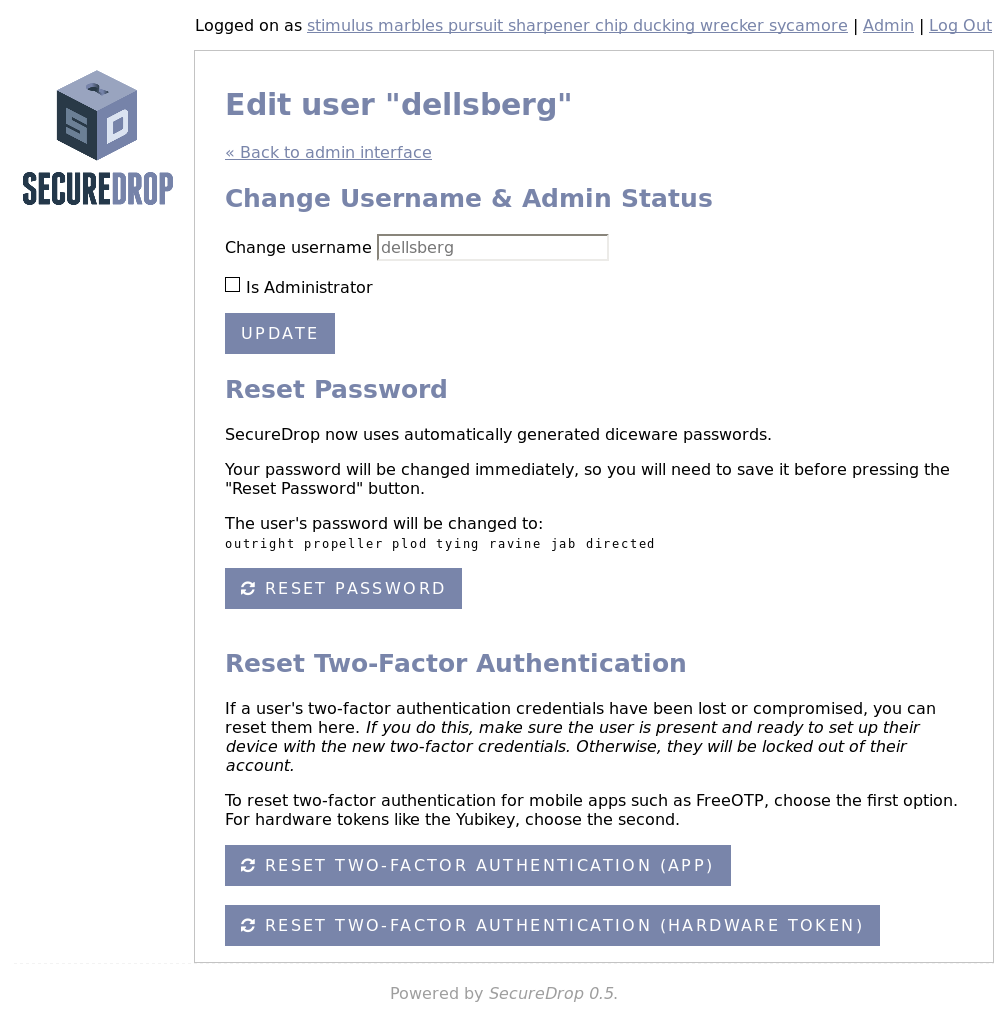 Logged on as stimulus marbles pursuit sharpener chip ducking wrecker sycamore | Admin | Log Out
SECUREDROP
Edit user "dellsberg"
« Back to admin interface
Change Username & Admin Status
Change username dellsberg
Is Administrator
UPDATE
Reset Password
SecureDrop now uses automatically generated diceware passwords.
Your password will be changed immediately, so you will need to save it before pressing the
"Reset Password" button.
The user's password will be changed to:
outright propeller plod tying ravine jab directed
RESET PASSWORD
Reset Two-Factor Authentication
If a user's two-factor authentication credentials have been lost or compromised, you can
reset them here. If you do this, make sure the user is present and ready to set up their
device with the new two-factor credentials. Otherwise, they will be locked out of their
account.
To reset two-factor authentication for mobile apps such as FreeOTP, choose the first option.
For hardware tokens like the Yubikey, choose the second.
RESET TWO-FACTOR AUTHENTICATION (APP)
RESET TWO-FACTOR AUTHENTICATION (HARDWARE TOKEN)
Powered by SecureDrop 0.5.